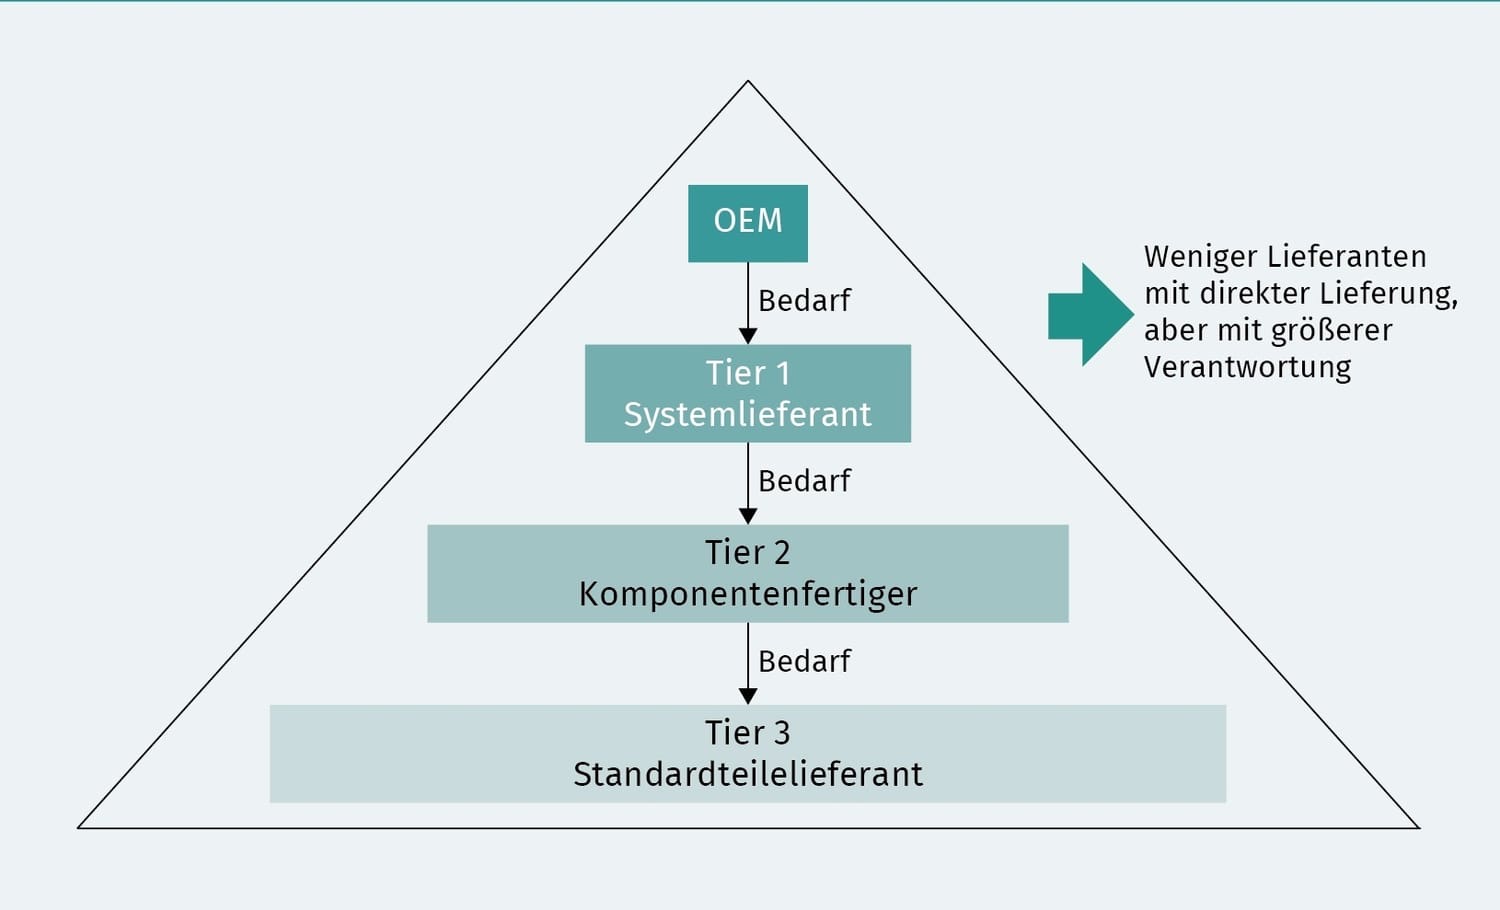 OEM
Bedarf
Tier 1
Systemlieferant
Bedarf
Tier 2
Komponentenfertiger
Bedarf
Tier 3
Standardteilelieferant
Weniger Lieferanten
mit direkter Lieferung,
aber mit größerer
Verantwortung